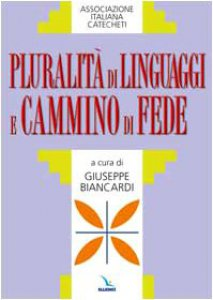 ASSOCIAZIONE
ITALIANA
CATECHETI
PLURALITÀ DI LINGUAGGI
E CAMMINO DI FEDE
a cura di
GIUSEPPE
BIANCARDI
ELLEDICI